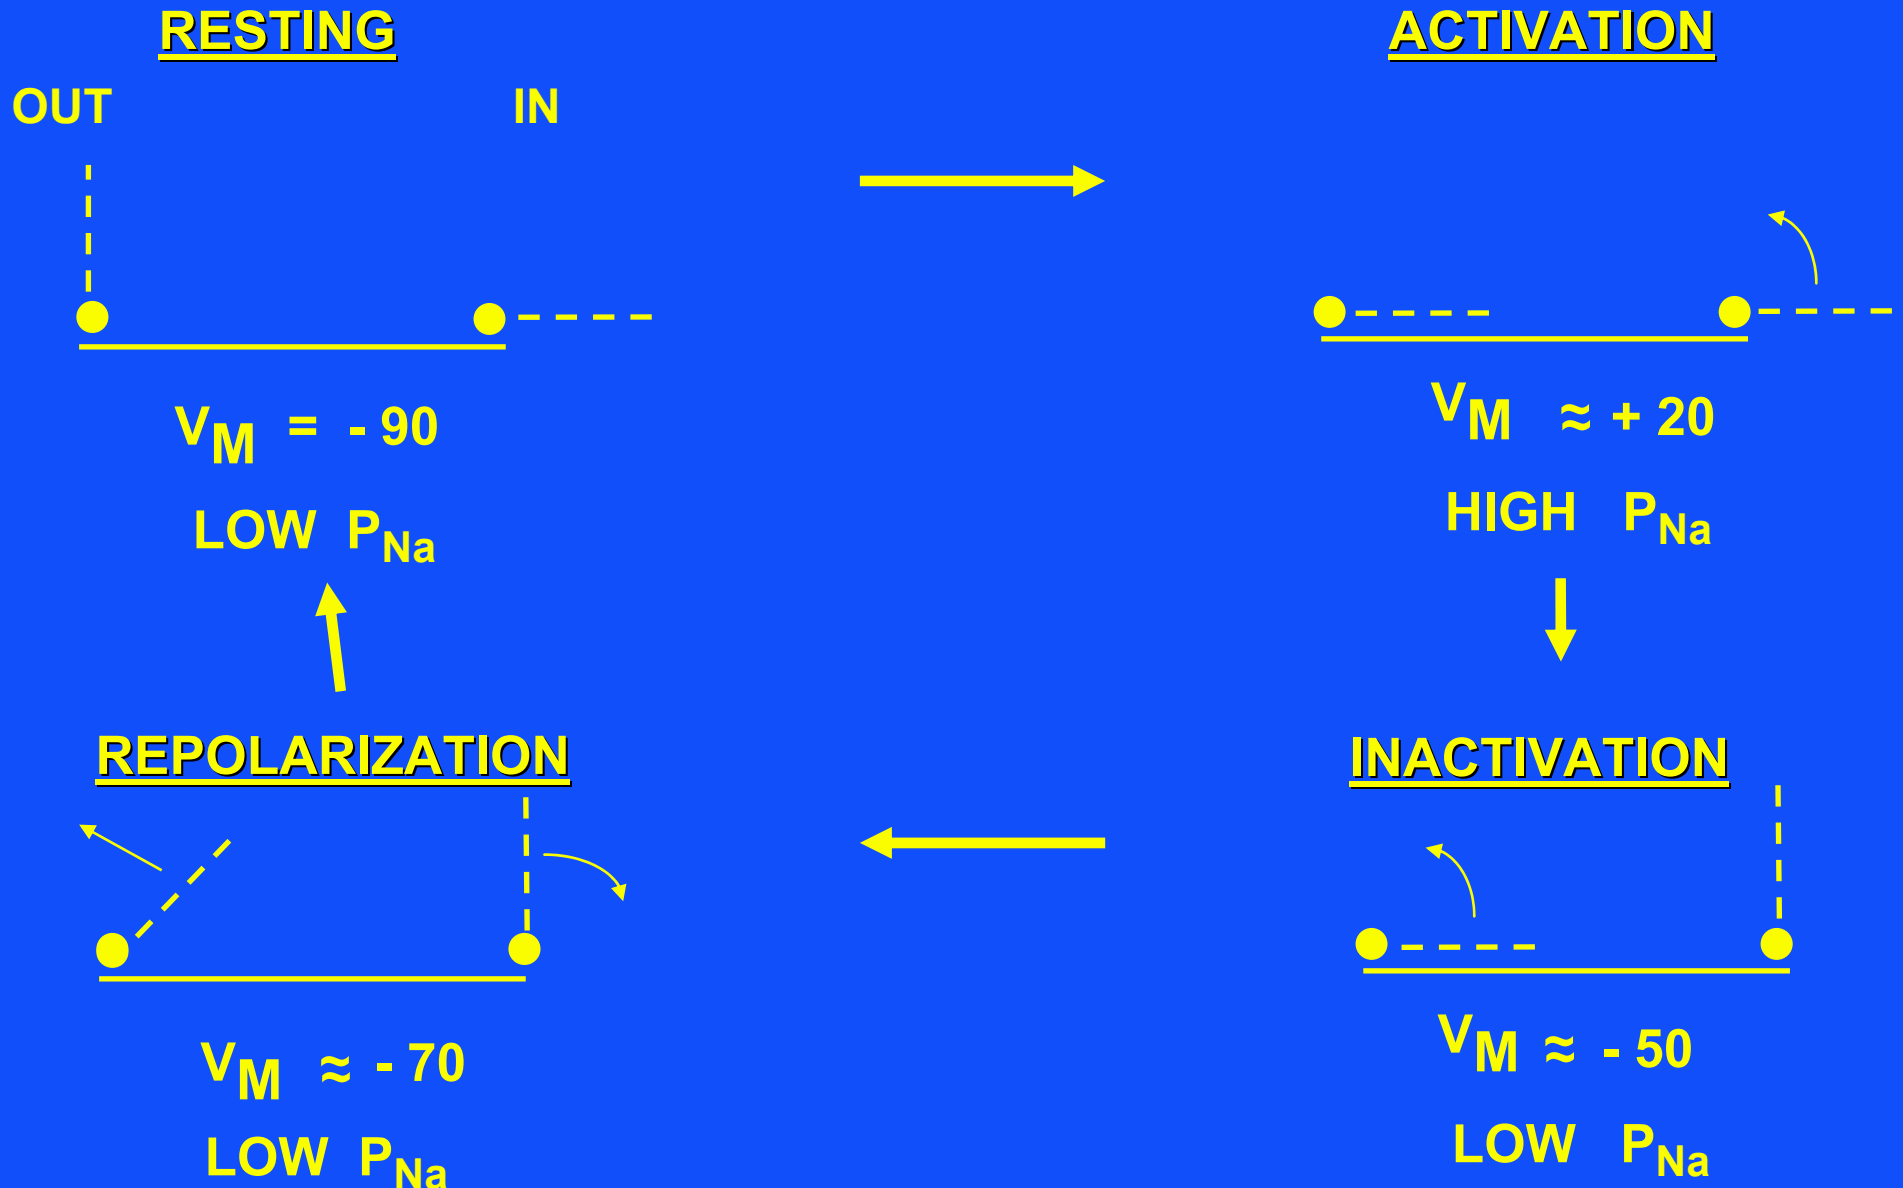 RESTING
OUT IN
VM = - 90
LOW PNa
ACTIVATION
VM ≈ + 20
HIGH PNa
INACTIVATION
VM ≈ - 50
LOW PNa
REPOLARIZATION
VM ≈ - 70
LOW PNa